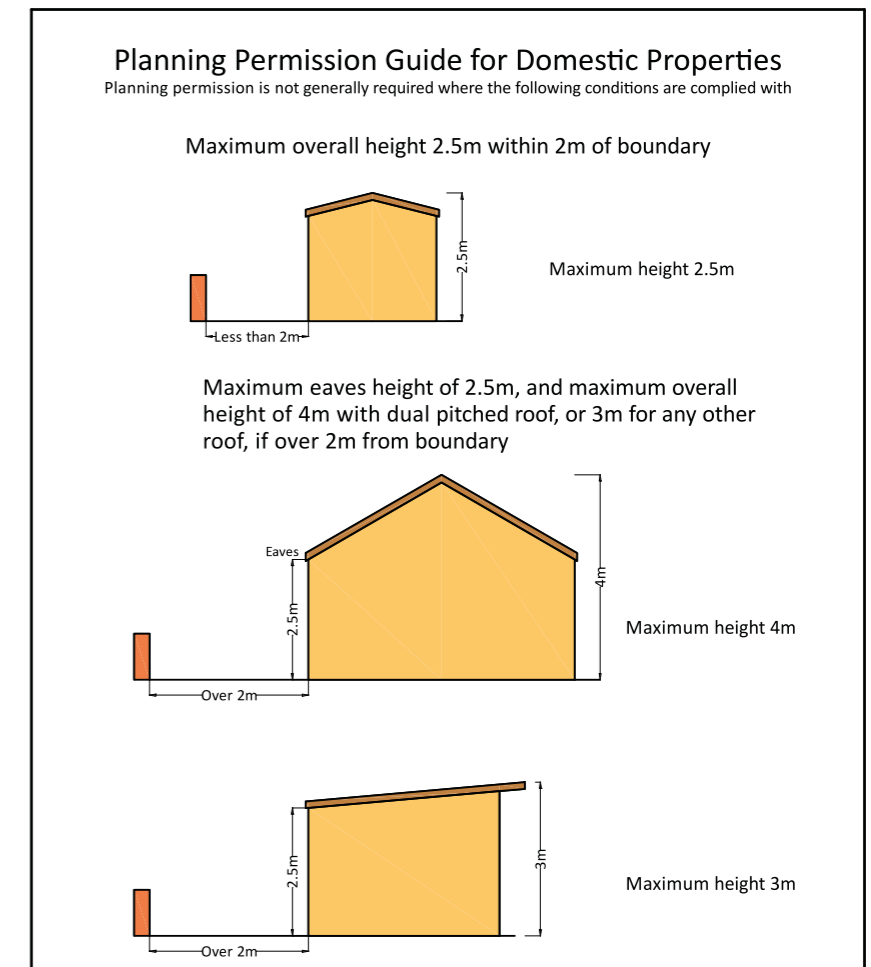 Planning Permission Guide for Domestic Properties
Planning permission is not generally required where the following conditions are complied with
Maximum overall height 2.5m within 2m of boundary
2.5m
Maximum height 2.5m
Less than 2m
Maximum eaves height of 2.5m, and maximum overall
height of 4m with dual pitched roof, or 3m for any other
roof, if over 2m from boundary
Eaves
2.5m
4m
Maximum height 4m
Over 2m
2.5m
3m
Maximum height 3m
Over 2m